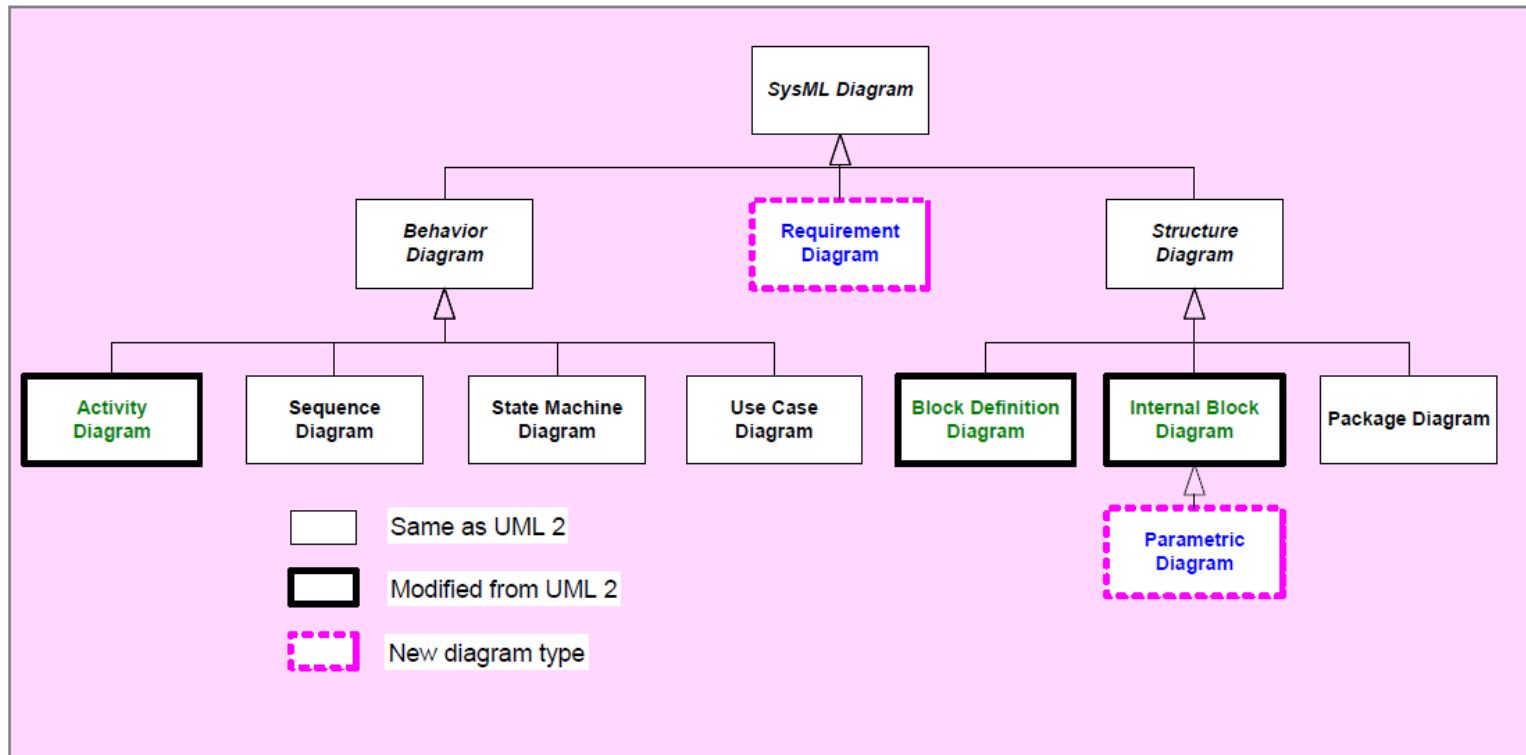 SysML Diagram
Behavior
Diagram
Requirement
Diagram
Structure
Diagram
Activity
Diagram
Sequence
Diagram
State Machine
Diagram
Use Case
Diagram
Block Definition
Diagram
Internal Block
Diagram
Package Diagram
Parametric
Diagram
Same as UML 2
Modified from UML 2
New diagram type